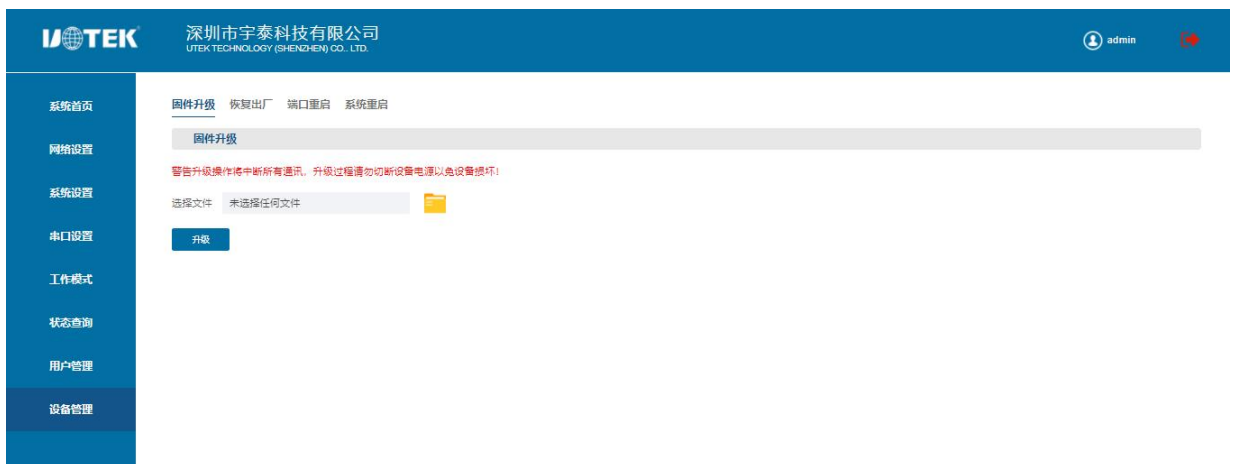 UOTEK
深圳市宇泰科技有限公司
UTEK TECHNOLOGY (SHENZHEN) CO.. LTD.
admin
系统首页
网络设置
系统设置
串口设置
工作模式
状态查询
用户管理
设备管理
固件升级 恢复出厂 端口重启 系统重启
固件升级
警告升级操作将中断所有通讯，升级过程请勿切断设备电源以免设备损坏！
选择文件 未选择任何文件
升级